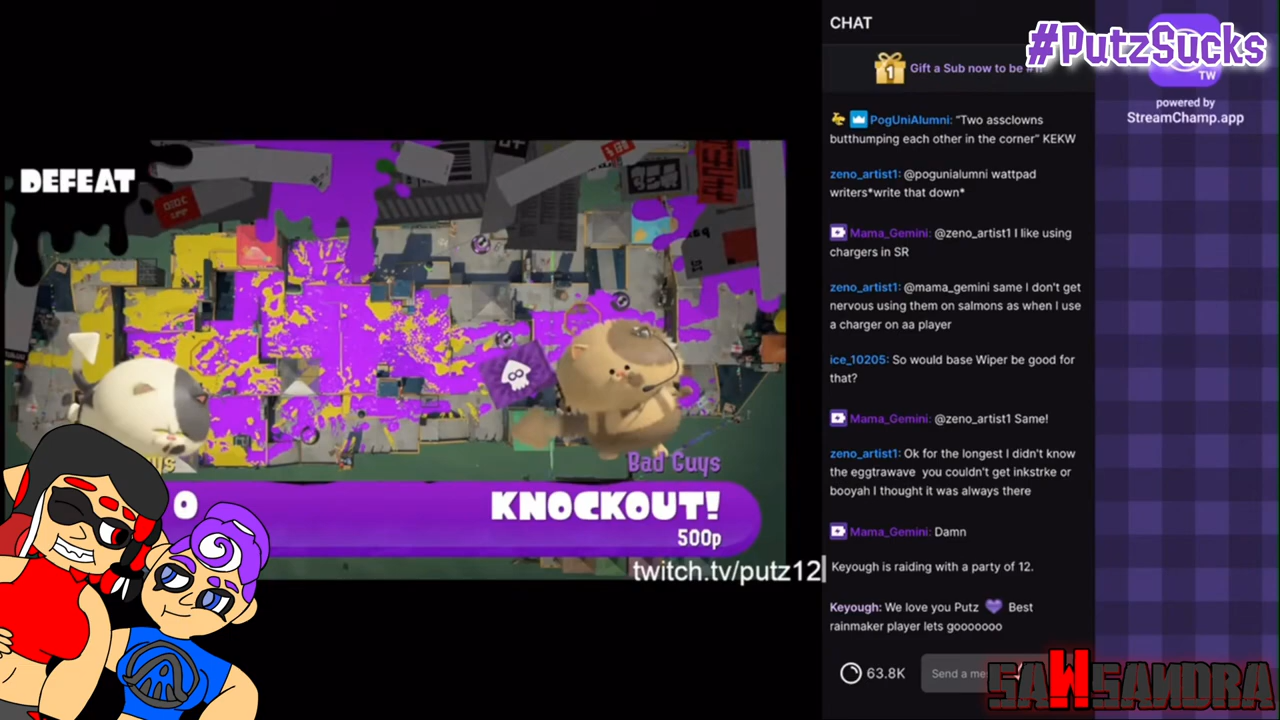 DEFEAT
Bad Guys
0
KNOCKOUT!
500p
twitch.tv/putz12
CHAT
Gift a Sub now to be #1!
PogUniAlumni: "Two assclowns
butthumping each other in the corner" KEKW
zeno_artist1: @pogunialumni wattpad
writers*write that down*
Mama_Gemini: @zeno_artist1 I like using
chargers in SR
zeno_artist1: @mama_gemini same I don't get
nervous using them on salmons as when I use
a charger on aa player
ice_10205: So would base Wiper be good for
that?
Mama_Gemini: @zeno_artist1 Same!
zeno_artist1: Ok for the longest I didn't know
the eggtrawave you couldn't get inkstrke or
booyah I thought it was always there
Mama_Gemini: Damn
Keyough is raiding with a party of 12.
Keyough: We love you Putz 💜 Best
rainmaker player lets gooooooo
63.8K
Send a me
#PutzSucks
TW
powered by
StreamChamp.app
SAWSANDRA